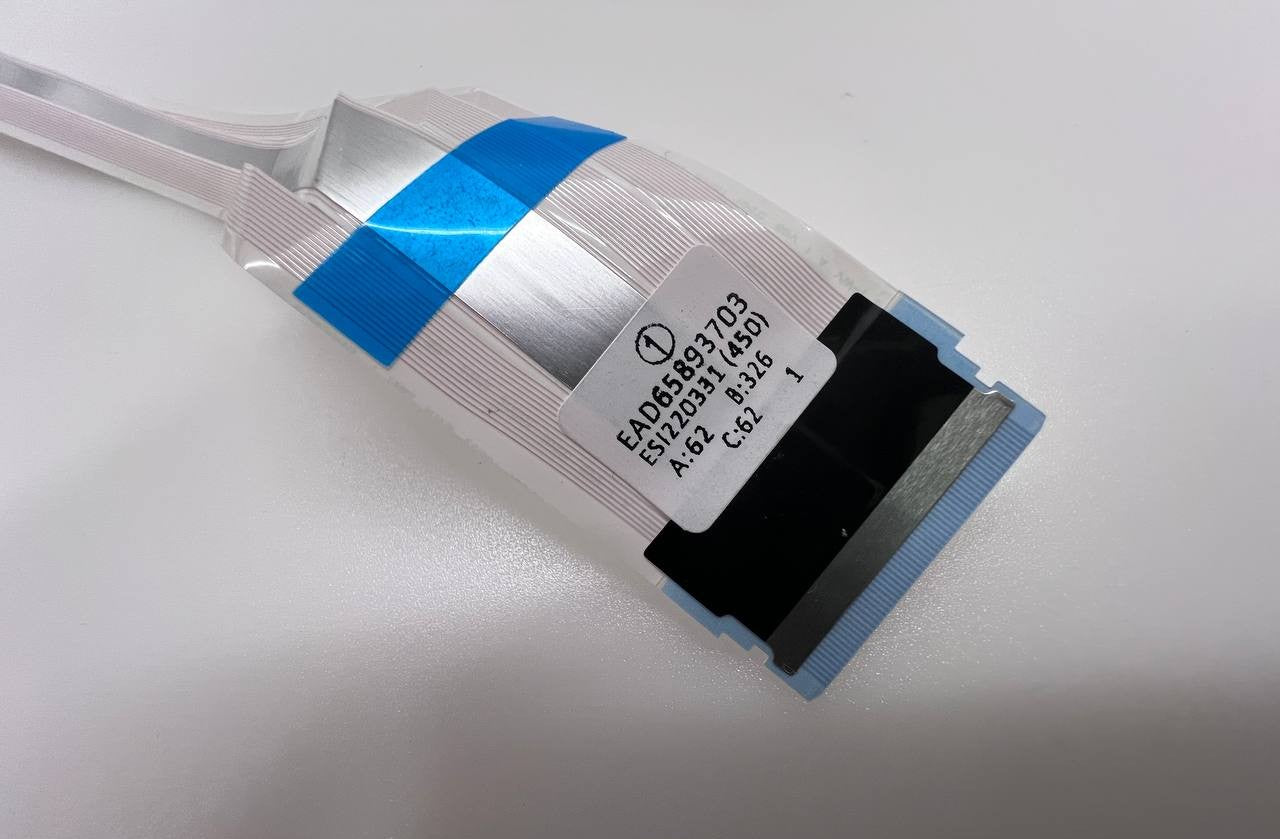 1
EAD65893703
ESI220331 (450)
A:62 B:326
C:62 1